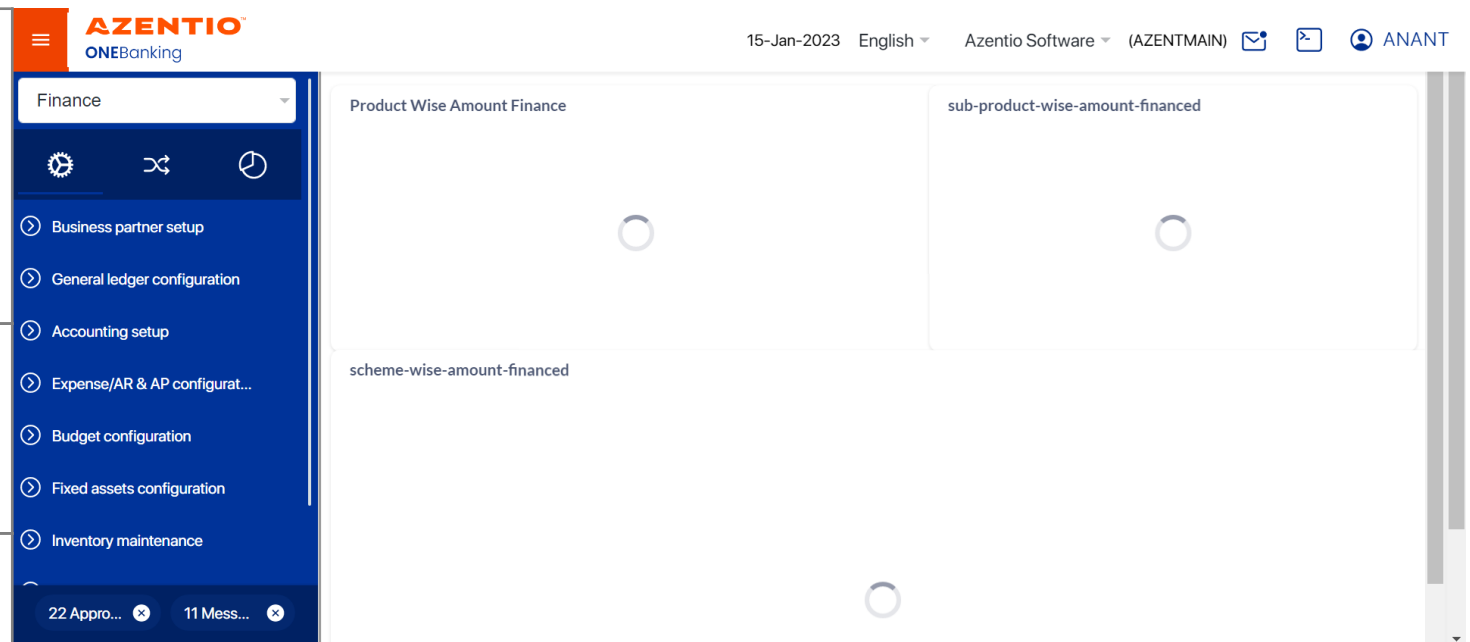 AZENTIO™
ONEBanking
15-Jan-2023 English Azentio Software (AZENTMAIN) ANANT
Finance
Business partner setup
General ledger configuration
Accounting setup
Expense/AR & AP configurat...
Budget configuration
Fixed assets configuration
Inventory maintenance
22 Appro... 11 Mess...
Product Wise Amount Finance
sub-product-wise-amount-financed
scheme-wise-amount-financed